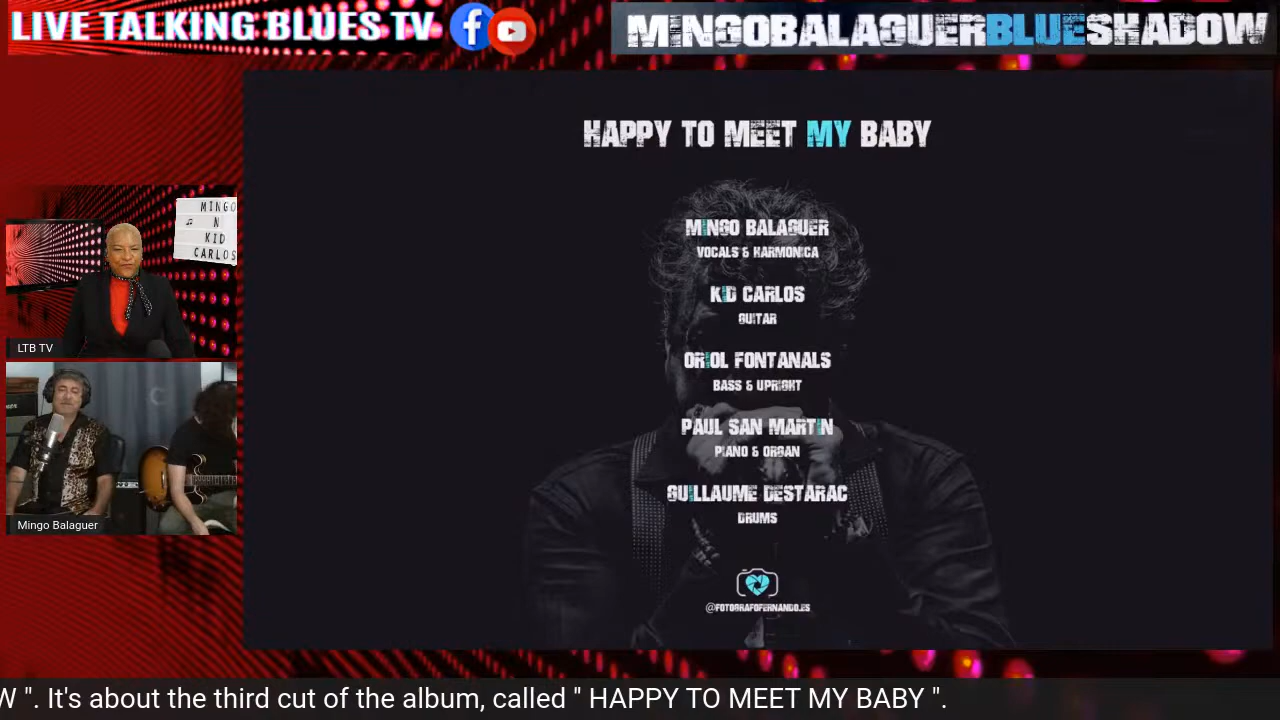 LIVE TALKING BLUES TV
MINGOBALAGUERBLUESHADOW
HAPPY TO MEET MY BABY
MINGO BALAGUER
VOCALS & HARMONICA
KID CARLOS
GUITAR
ORIOL FONTANALS
BASS & UPRIGHT
PAUL SAN MARTIN
PIANO & ORGAN
GUILLAUME DESTARAC
DRUMS
@FOTOGRAFOFERNANDO.ES
MINGO
N
KID
CARLOS
LTB TV
Mingo Balaguer
W ". It's about the third cut of the album, called " HAPPY TO MEET MY BABY ".